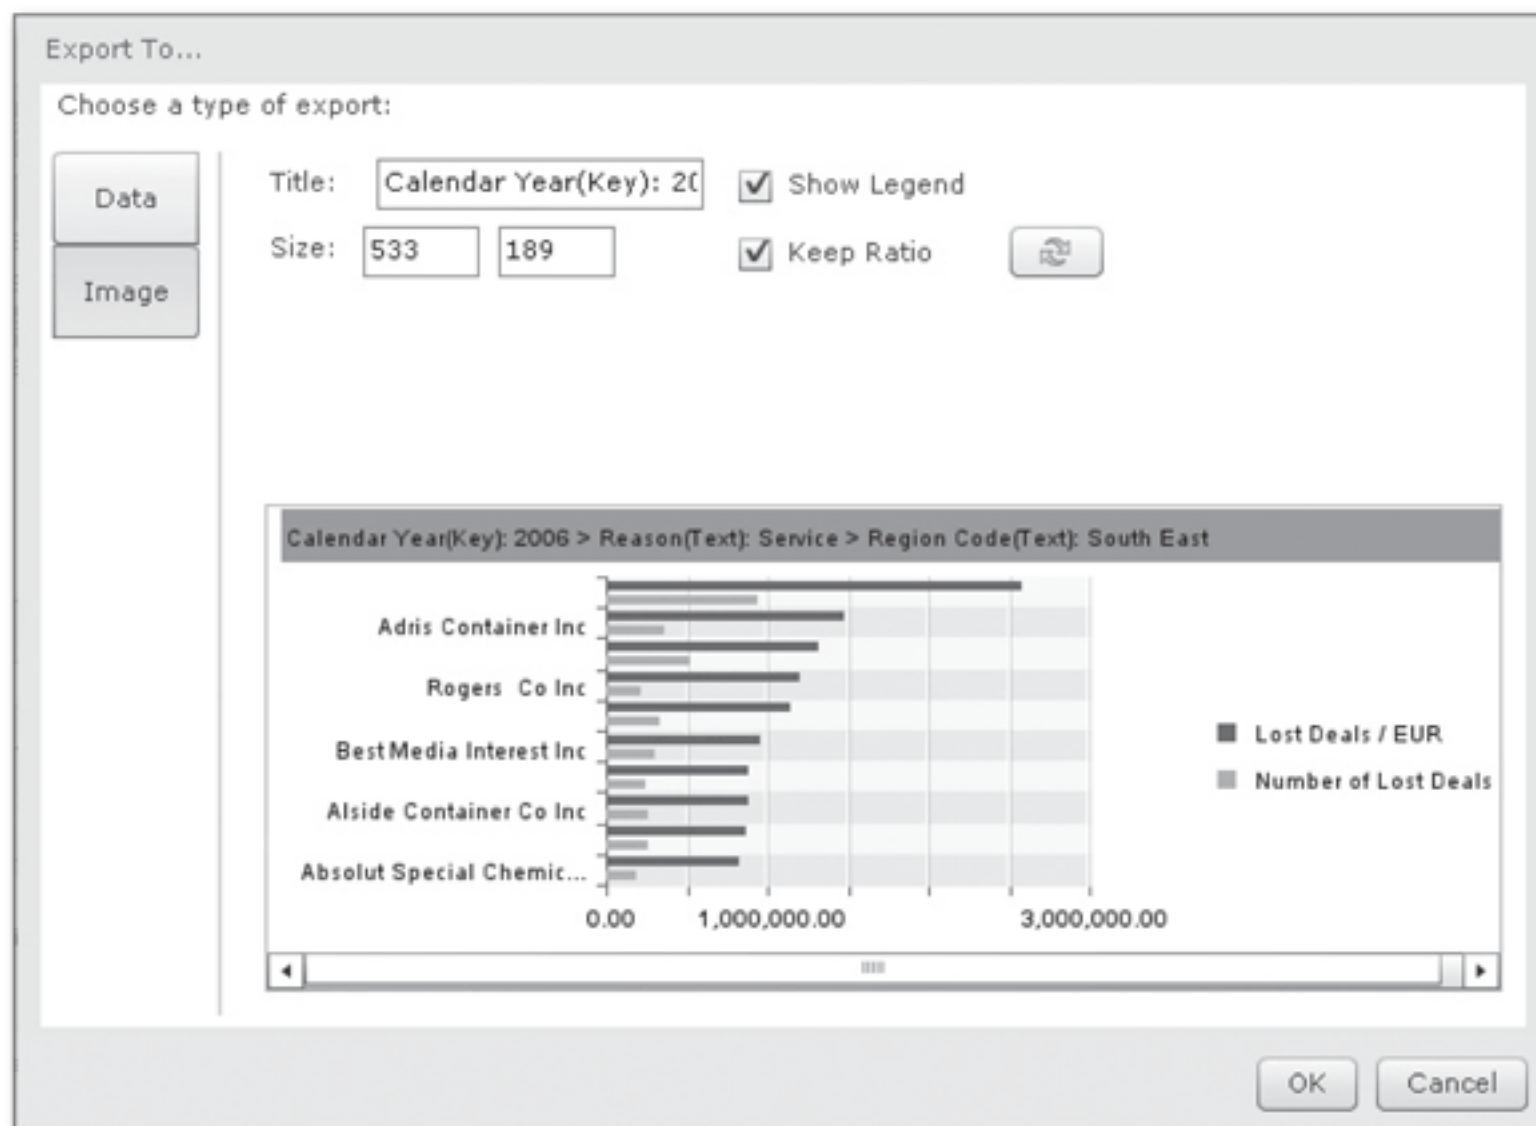 Export To...
Choose a type of export:
Data
Image
Title: Calendar Year(Key): 20
Show Legend
Size: 533 189
Keep Ratio
Calendar Year(Key): 2006 > Reason(Text): Service > Region Code(Text): South East
Adris Container Inc
Rogers Co Inc
Best Media Interest Inc
Alside Container Co Inc
Absolut Special Chemic...
0.00 1,000,000.00 3,000,000.00
Lost Deals / EUR
Number of Lost Deals
OK Cancel